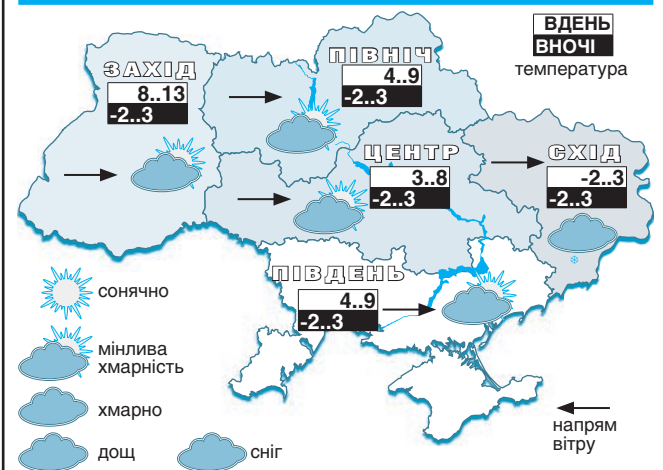 ВДЕНЬ
ВНОЧІ
температура
ПІВНІЧ
4..9
-2..3
ЗАХІД
8..13
-2..3
ЦЕНТР
3..8
-2..3
СХІД
-2..3
-2..3
ПІВДЕНЬ
4..9
-2..3
сонячно
мінлива
хмарність
хмарно
дощ
сніг
напрям
вітру